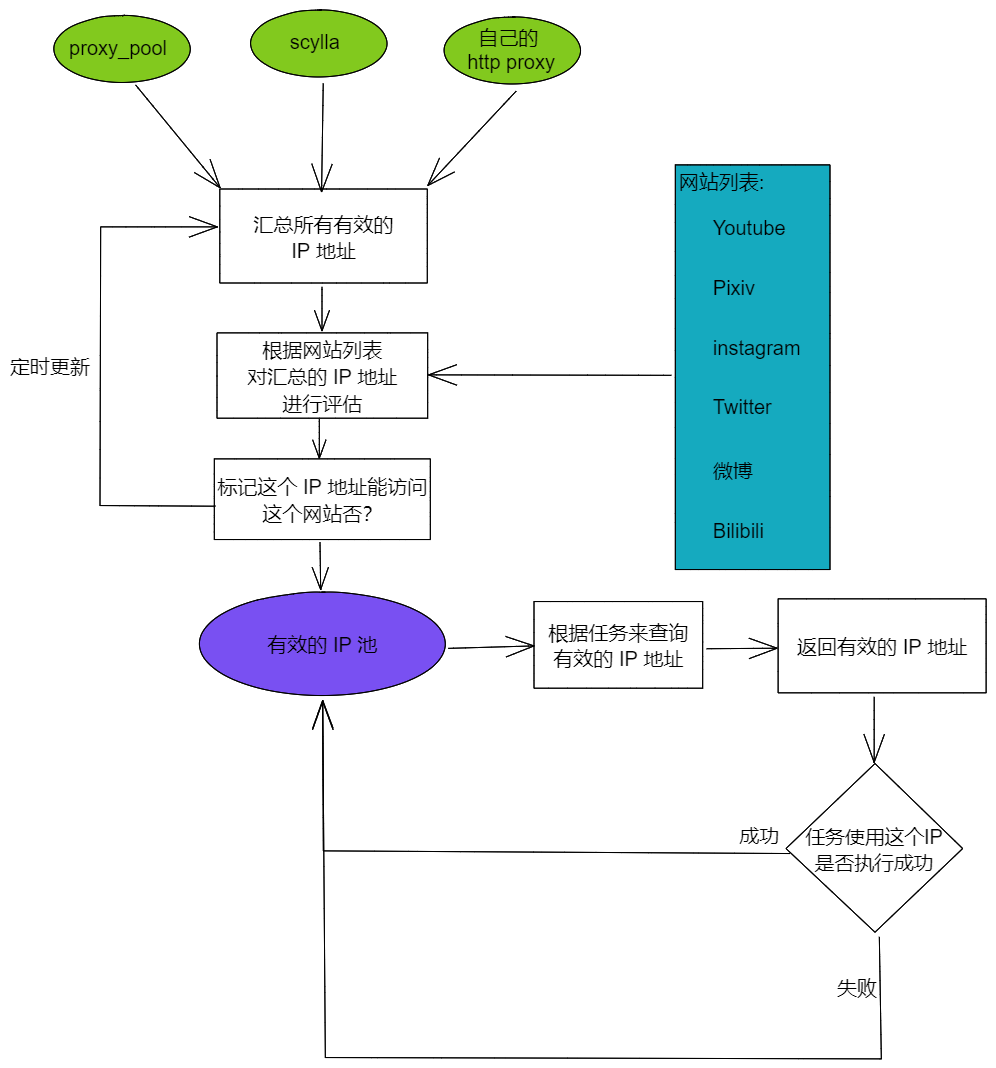 proxy_pool
scylla
自己的
http proxy
汇总所有有效的
IP 地址
网站列表:
Youtube
Pixiv
instagram
Twitter
微博
Bilibili
定时更新
根据网站列表
对汇总的 IP 地址
进行评估
标记这个 IP 地址能访问
这个网站否?
有效的 IP 池
根据任务来查询
有效的 IP 地址
返回有效的 IP 地址
成功
任务使用这个IP
是否执行成功
失败